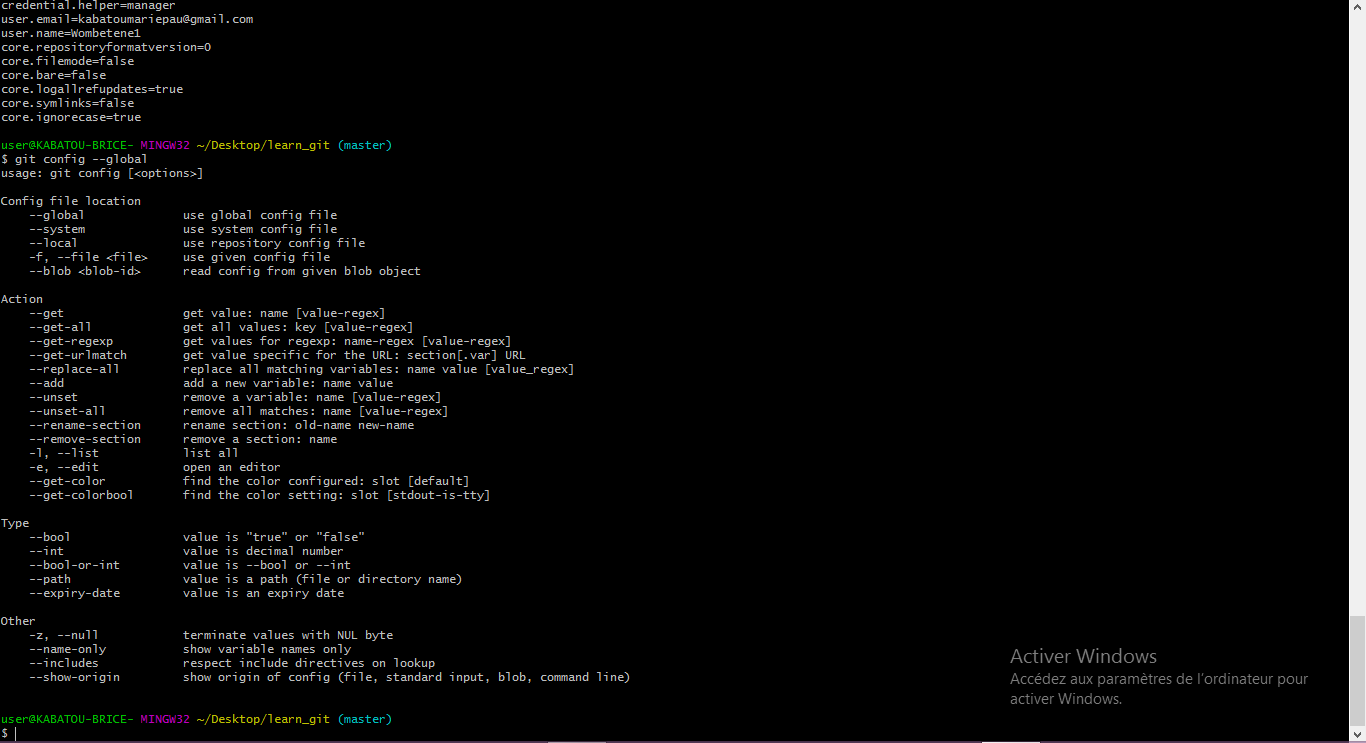 credential.helper=manager
user.email=kabatoumariepau@gmail.com
user.name=Wombetene1
core.repositoryformatversion=0
core.filemode=false
core.bare=false
core.logallrefupdates=true
core.symlinks=false
core.ignorecase=true
user@KABATOU-BRICE- MINGW32 ~/Desktop/learn_git (master)
$ git config --global
usage: git config [<options>]
Config file location
--global use global config file
--system use system config file
--local use repository config file
-f, --file <file> use given config file
--blob <blob-id> read config from given blob object
Action
--get get value: name [value-regex]
--get-all get all values: key [value-regex]
--get-regexp get values for regexp: name-regex [value-regex]
--get-urlmatch get value specific for the URL: section[.var] URL
--replace-all replace all matching variables: name value [value_regex]
--add add a new variable: name value
--unset remove a variable: name [value-regex]
--unset-all remove all matches: name [value-regex]
--rename-section rename section: old-name new-name
--remove-section remove a section: name
-l, --list list all
-e, --edit open an editor
--get-color find the color configured: slot [default]
--get-colorbool find the color setting: slot [stdout-is-tty]
Type
--bool value is "true" or "false"
--int value is decimal number
--bool-or-int value is --bool or --int
--path value is a path (file or directory name)
--expiry-date value is an expiry date
Other
-z, --null terminate values with NUL byte
--name-only show variable names only
--includes respect include directives on lookup
--show-origin show origin of config (file, standard input, blob, command line)
user@KABATOU-BRICE- MINGW32 ~/Desktop/learn_git (master)
$
Activer Windows
Accédez aux paramètres de l'ordinateur pour
activer Windows.